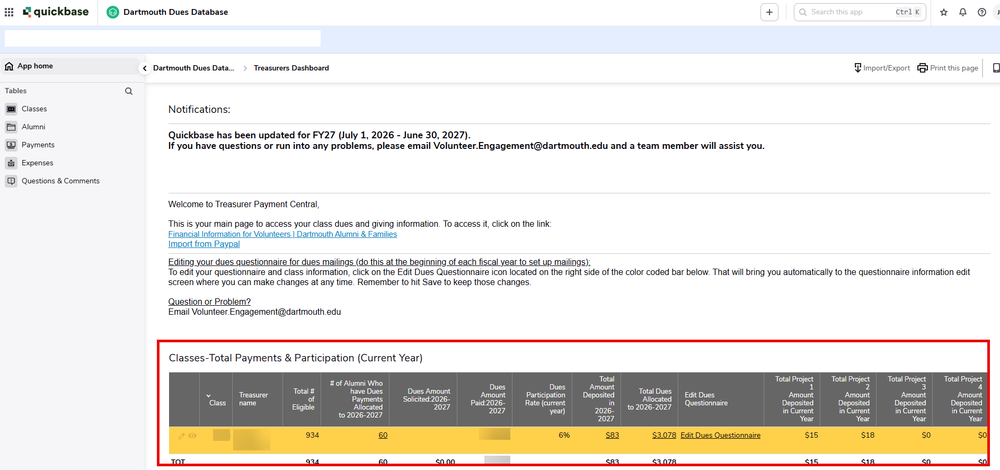 quickbase
Dartmouth Dues Database
Search this app
Ctrl K
App home
Dartmouth Dues Data...
Treasurers Dashboard
Import/Export
Print this page
Tables
Classes
Alumni
Payments
Expenses
Questions & Comments
Notifications:
Quickbase has been updated for FY27 (July 1, 2026 - June 30, 2027).
If you have questions or run into any problems, please email Volunteer.Engagement@dartmouth.edu and a team member will assist you.
Welcome to Treasurer Payment Central,
This is your main page to access your class dues and giving information. To access it, click on the link:
Financial Information for Volunteers | Dartmouth Alumni & Families
Import from Paypal
Editing your dues questionnaire for dues mailings (do this at the beginning of each fiscal year to set up mailings):
To edit your questionnaire and class information, click on the Edit Dues Questionnaire icon located on the right side of the color coded bar below. That will bring you automatically to the questionnaire information edit
screen where you can make changes at any time. Remember to hit Save to keep those changes.
Question or Problem?
Email Volunteer.Engagement@dartmouth.edu
Classes-Total Payments & Participation (Current Year)
Class
Treasurer
name
Total #
of
Eligible
# of Alumni Who
have Dues
Payments
Allocated
to 2026-2027
Dues Amount
Solicited:2026-
2027
Dues
Amount
Paid:2026-
2027
Dues
Participation
Rate (current
year)
Total
Amount
Deposited
in
2026-
2027
Total Dues
Allocated
to 2026-2027
Edit Dues
Questionnaire
Total Project
1
Amount
Deposited
in Current
Year
Total Project
2
Amount
Deposited
in Current
Year
Total Project
3
Amount
Deposited
in Current
Year
Total Project
4
Amount
Deposited
in Current
Year
934 60 6% $83 $3,078 Edit Dues Questionnaire $15 $18 $0 $0
TOT 934 60 $0.00 $83 $3,078 $15 $18 $0 $0